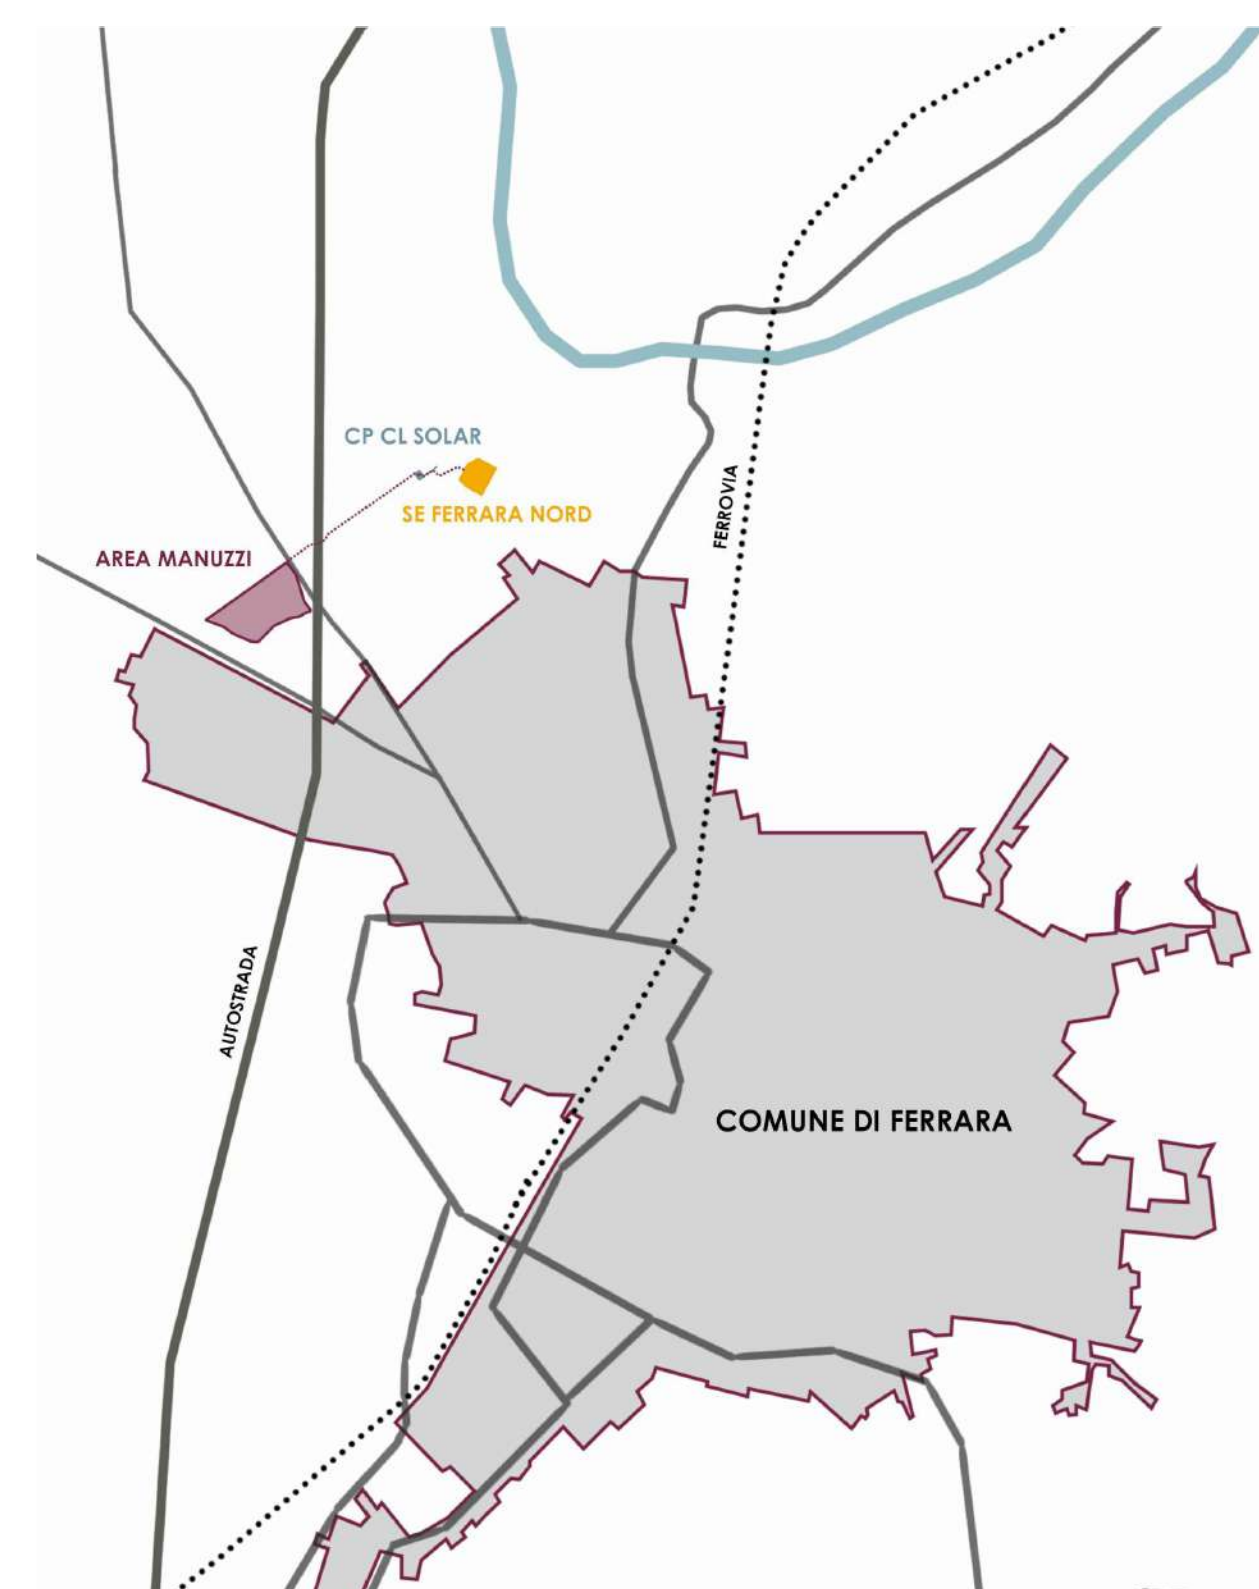 CP CL SOLAR
FERROVIA
SE FERRARA NORD
AREA MANUZZI
AUTOSTRADA
COMUNE DI FERRARA